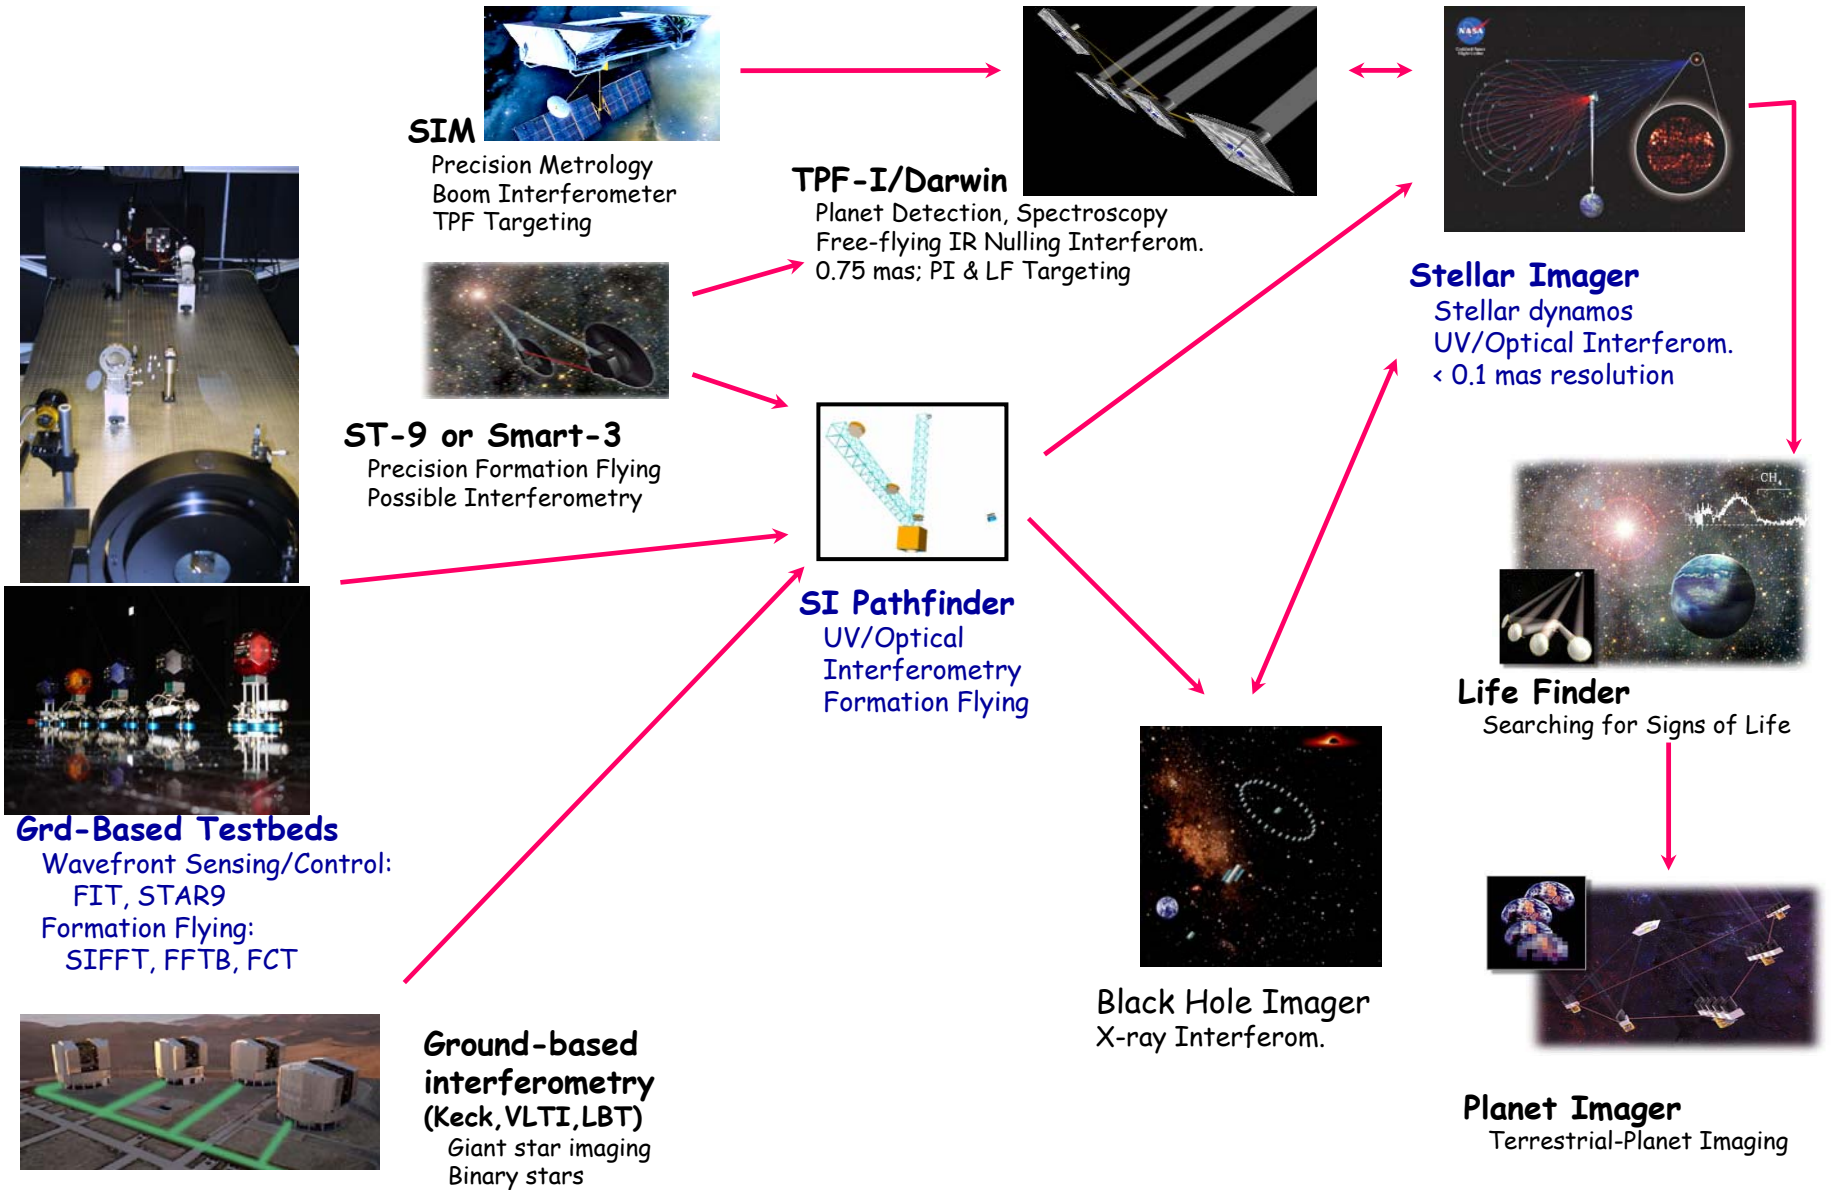 SIM
Precision Metrology
Boom Interferometer
TPF Targeting
TPF-I/Darwin
Planet Detection, Spectroscopy
Free-flying IR Nulling Interferom.
0.75 mas; PI & LF Targeting
NASA
Stellar Imager
Stellar dynamos
UV/Optical Interferom.
< 0.1 mas resolution
ST-9 or Smart-3
Precision Formation Flying
Possible Interferometry
SI Pathfinder
UV/Optical
Interferometry
Formation Flying
CH4
Life Finder
Searching for Signs of Life
Grd-Based Testbeds
Wavefront Sensing/Control:
FIT, STAR9
Formation Flying:
SIFFT, FFTB, FCT
Black Hole Imager
X-ray Interferom.
Ground-based
interferometry
(Keck,VLTI,LBT)
Giant star imaging
Binary stars
Planet Imager
Terrestrial-Planet Imaging